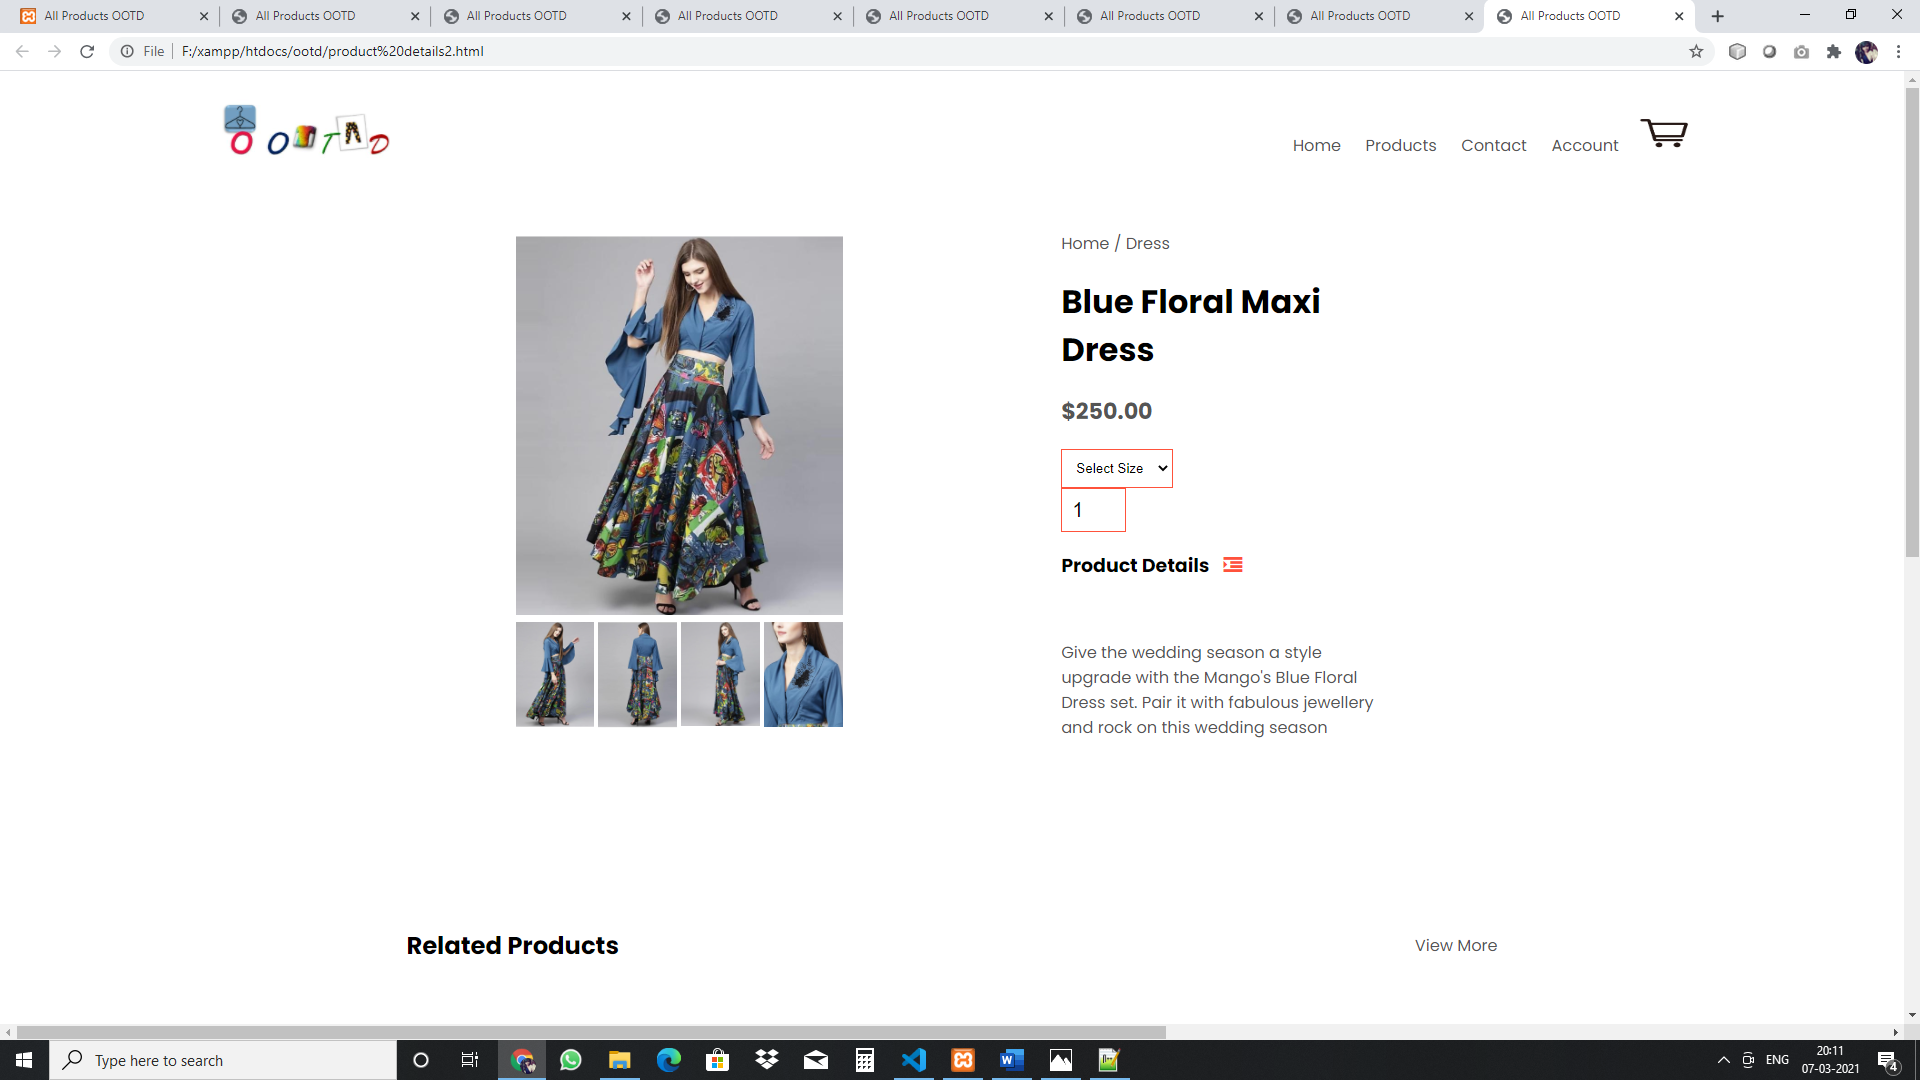 All Products OOTD
All Products OOTD
All Products OOTD
All Products OOTD
All Products OOTD
All Products OOTD
All Products OOTD
All Products OOTD
File
F:/xampp/htdocs/ootd/product%20details2.html
O O T A D
Home
Products
Contact
Account
Home / Dress
Blue Floral Maxi
Dress
$250.00
Select Size
1
Product Details
Give the wedding season a style
upgrade with the Mango's Blue Floral
Dress set. Pair it with fabulous jewellery
and rock on this wedding season
Related Products
View More
Type here to search
ENG
20:11
07-03-2021
4